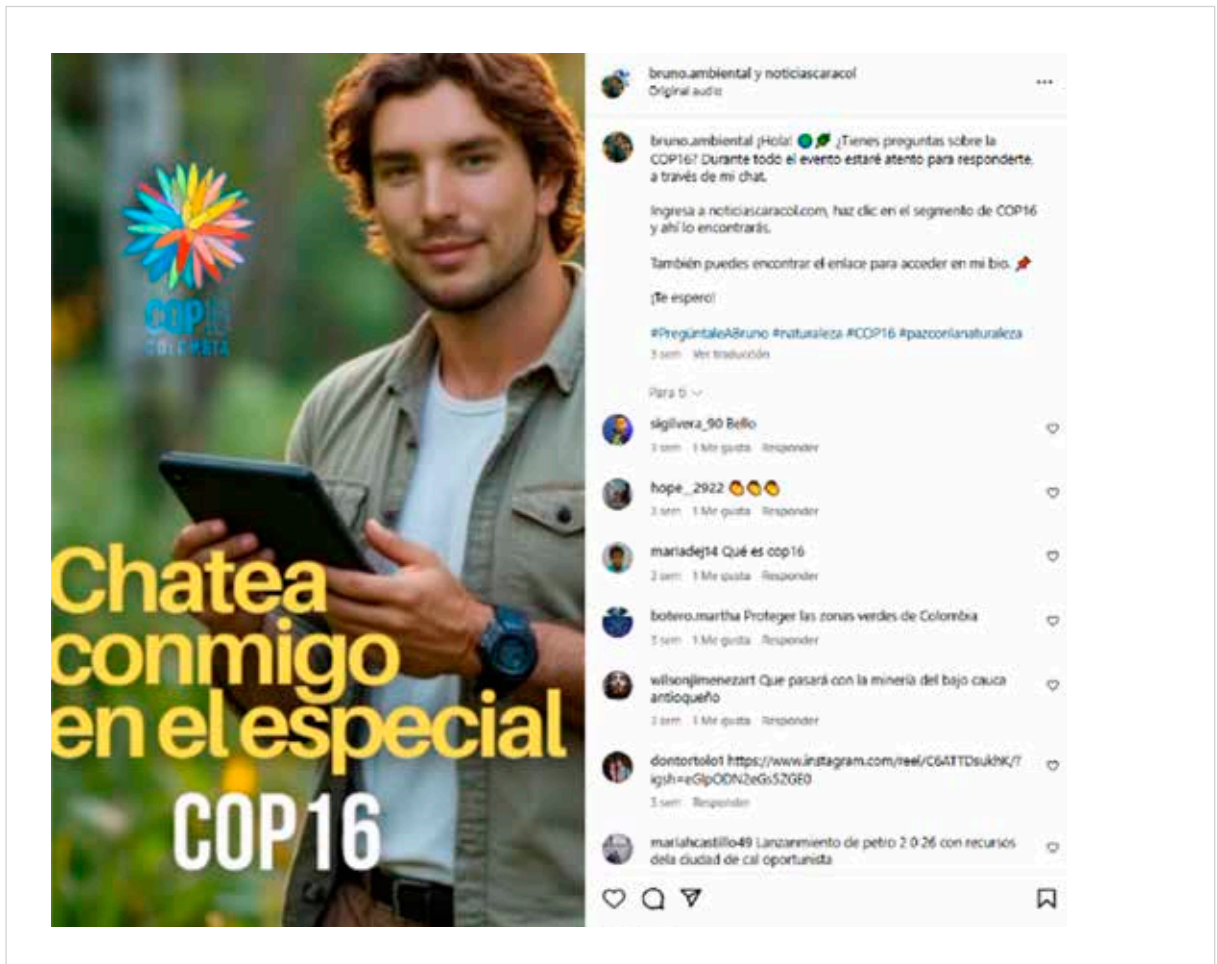 COP16
COLOMBIA
Chatea
conmigo
en el especial
COP16
bruno.ambiental y noticiascaracol
Original audio
bruno.ambiental ¡Hola! 🌍🍃 ¿Tienes preguntas sobre la
COP16? Durante todo el evento estaré atento para responderte,
a través de mi chat.
Ingresa a noticiascaracol.com, haz clic en el segmento de COP16
y ahí lo encontrarás.
También puedes encontrar el enlace para acceder en mi bio. 📌
¡Te espero!
#PregúntaleABruno #naturaleza #COP16 #pazconlanaturaleza
3 sem Ver traducción
Para ti
sigilvera_90 Bello
3 sem 1 Me gusta Responder
hope__2922 👏👏👏
3 sem 1 Me gusta Responder
mariadej14 Qué es cop16
2 sem 1 Me gusta Responder
botero.martha Proteger las zonas verdes de Colombia
3 sem 1 Me gusta Responder
wilsonjimenezart Que pasará con la minería del bajo cauca
antioqueño
3 sem 1 Me gusta Responder
dontortolo1 https://www.instagram.com/reel/
3 sem Responder
mariahcastillo49 Lanzanmiento de petro 2 0-26 con recursos
dela ciudad de cal oportunista